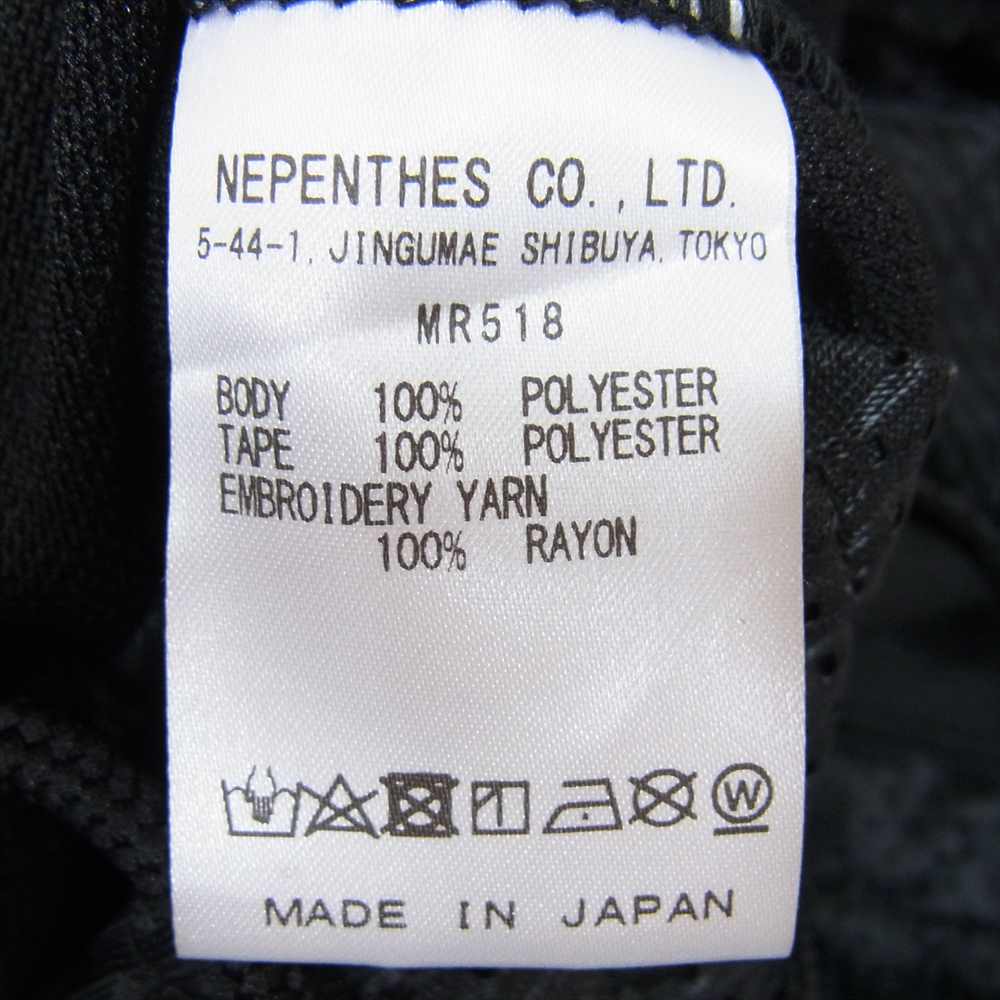 NEPENTHES CO.,LTD.
5-44-1, JINGUMAE SHIBUYA, TOKYO
MR518
BODY 100% POLYESTER
TAPE 100% POLYESTER
EMBROIDERY YARN
100% RAYON
W
MADE IN JAPAN